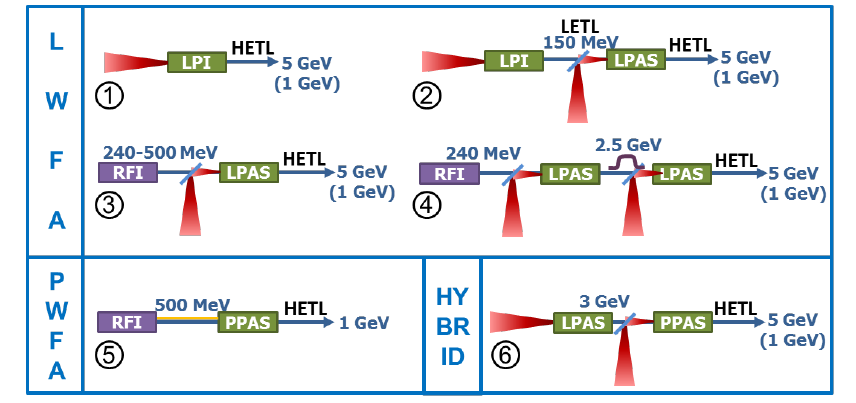 L
W
F
A
LPI
HETL
5 GeV
(1 GeV)
①
LPI
LETL
150 MeV
LPAS
HETL
5 GeV
(1 GeV)
②
240-500 MeV
RFI
LPAS
HETL
5 GeV
(1 GeV)
③
240 MeV
RFI
LPAS
2.5 GeV
LPAS
HETL
5 GeV
(1 GeV)
④
P
W
F
A
500 MeV
RFI
PPAS
HETL
1 GeV
⑤
HY
BR
ID
LPAS
3 GeV
PPAS
HETL
5 GeV
(1 GeV)
⑥